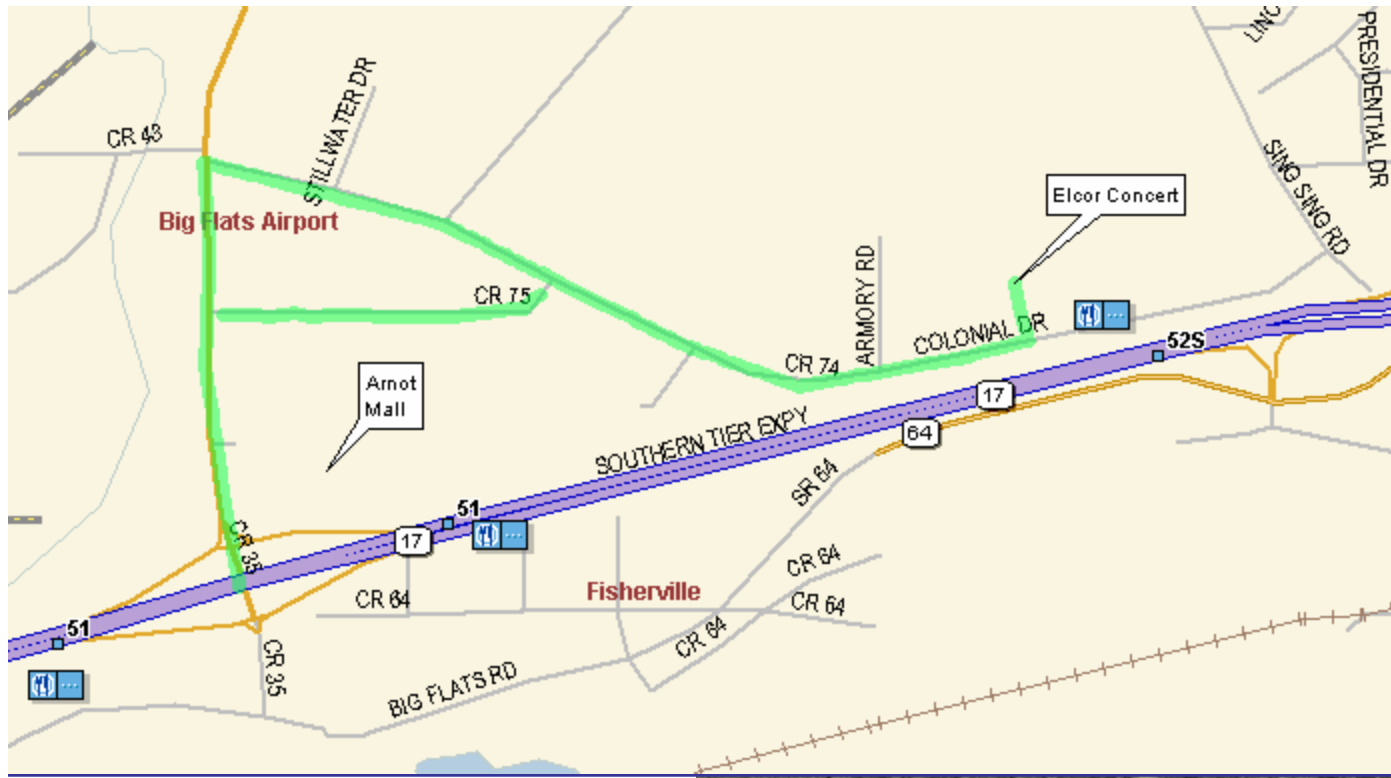 LINC
PRESIDENTIAL DR
STILLWATER DR
CR 43
SING SING RD
Elcor Concert
Big Flats Airport
CR 75
ARMORY RD
COLONIAL DR
52S
CR 74
Arnot
Mall
17
64
SOUTHERN TIER EXPY
SR 64
51
CR 35
17
CR 64
Fisherville
CR 64
CR 64
51
CR 64
CR 35
BIG FLATS RD